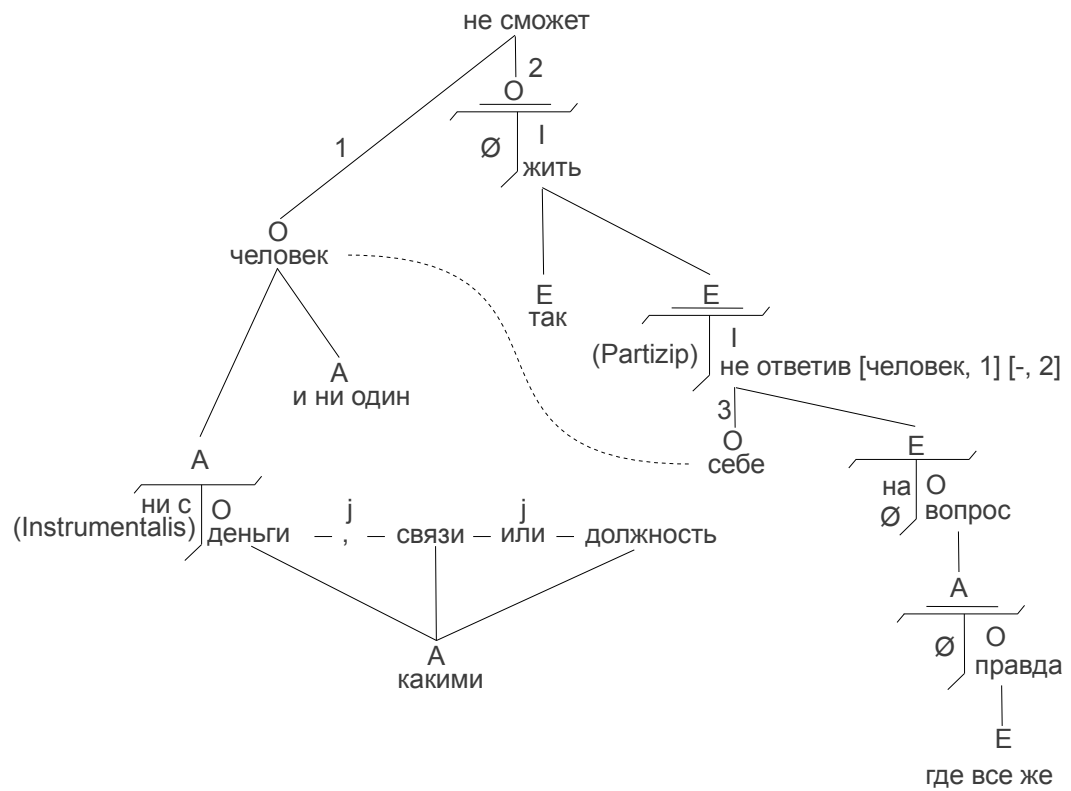 не сможет
2
O
1
Ø
I
жить
O
человек
E
так
E
(Partizip)
I
не ответив [человек, 1] [-, 2]
A
и ни один
3
O
себе
A
E
ни с
(Instrumentalis)
O
деньги – , – связи – или – должность
j
j
на
Ø
O
вопрос
A
A
какими
Ø
O
правда
E
где все же